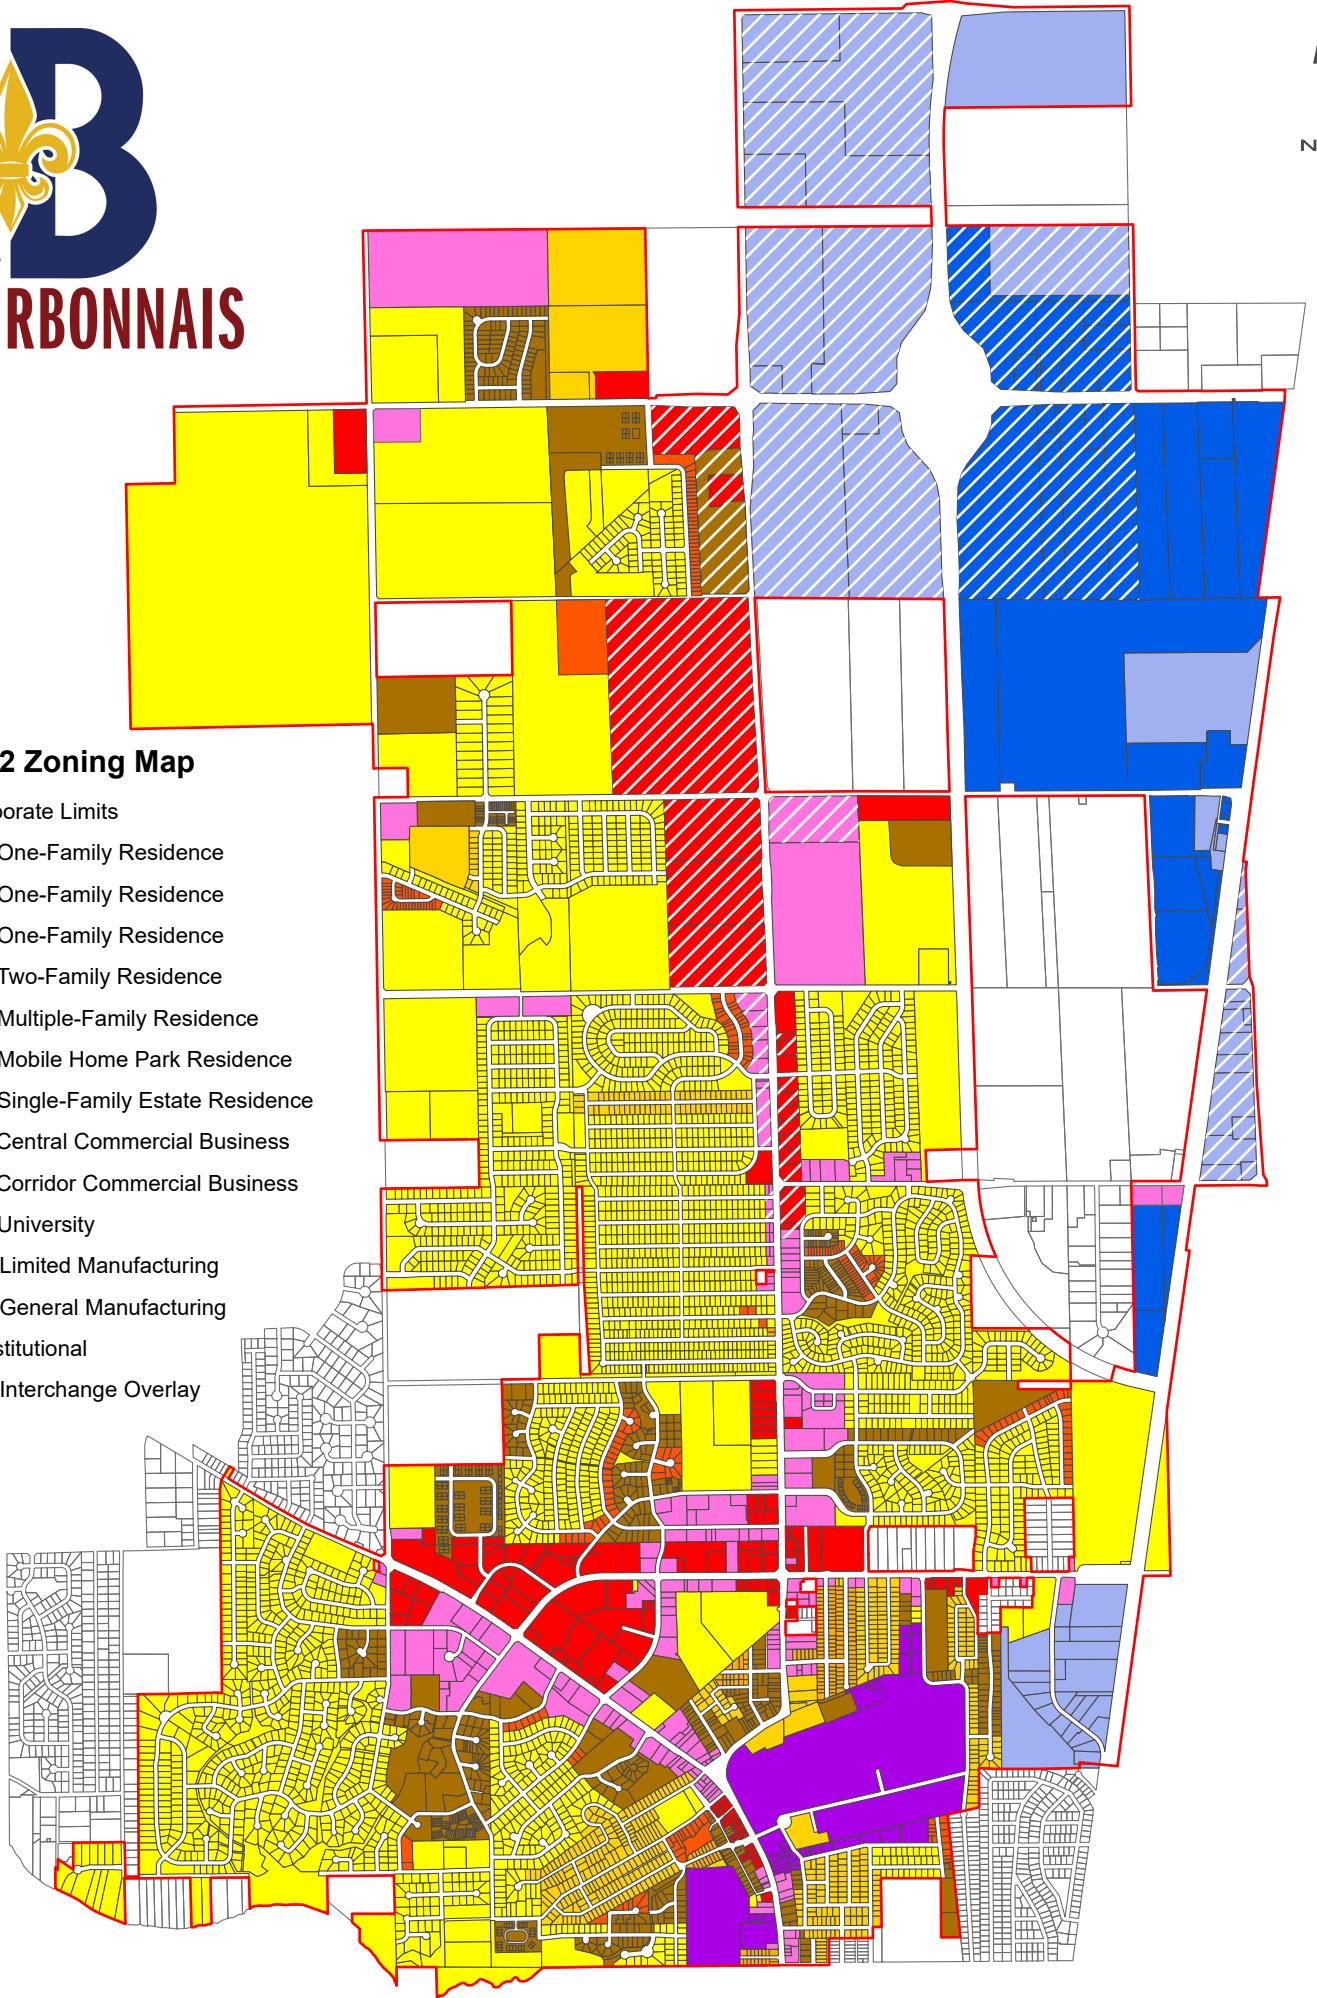 B
RBONNAIS
2 Zoning Map
porate Limits
One-Family Residence
One-Family Residence
One-Family Residence
Two-Family Residence
Multiple-Family Residence
Mobile Home Park Residence
Single-Family Estate Residence
Central Commercial Business
Corridor Commercial Business
University
Limited Manufacturing
General Manufacturing
stitutional
Interchange Overlay
z